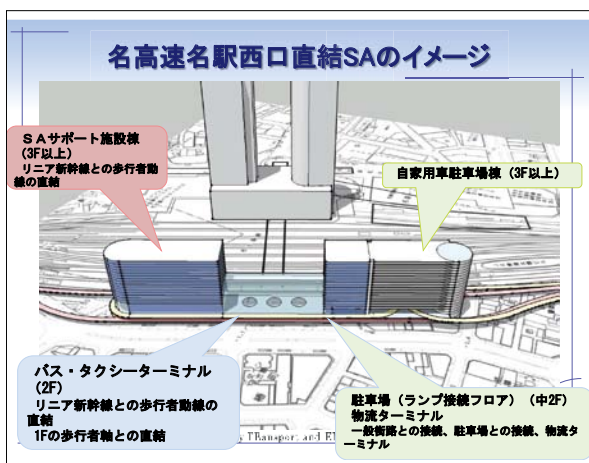 名高速名駅西口直結SAのイメージ
ＳＡサポート施設棟
(3F以上)
リニア新幹線との歩行者動
線の直結
自家用車駐車場棟（3F以上）
バス・タクシーターミナル
(2F)
リニア新幹線との歩行者動線の
直結
1Fの歩行者軸との直結
駐車場（ランプ接続フロア）（中2F）
物流ターミナル
一般街路との接続、駐車場との接続、物流タ
ーミナル
Transport and